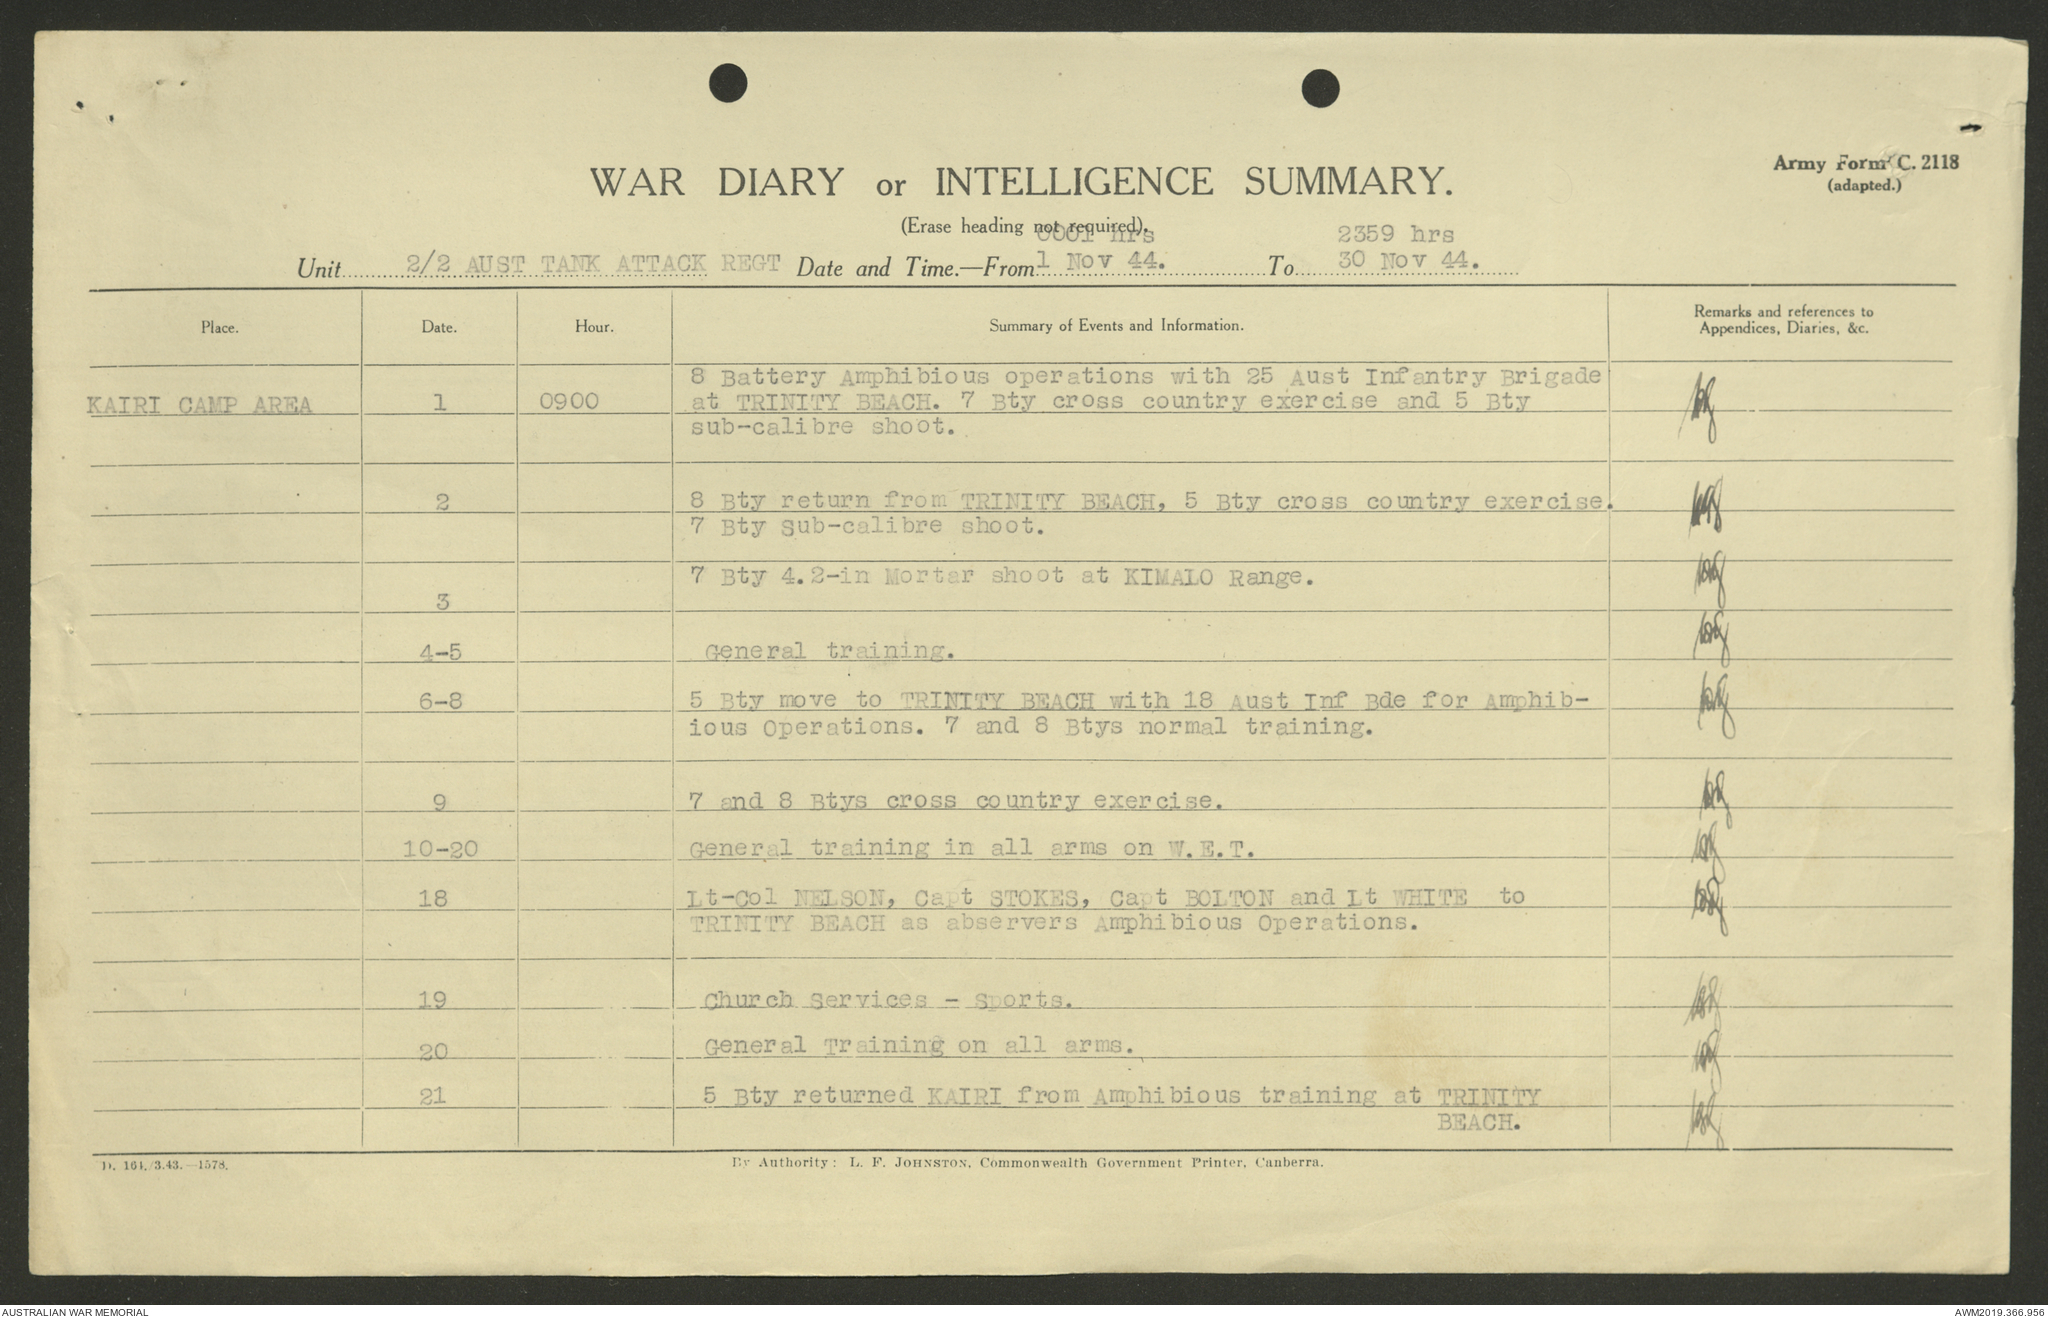 Army Form C. 2118
(adapted.)
WAR DIARY or INTELLIGENCE SUMMARY.
(Erase heading not required).
0001 hrs 2359 hrs
Unit 2/2 AUST TANK ATTACK REGT Date and Time.—From 1 Nov 44. To 30 Nov 44.
Place. Date. Hour. Summary of Events and Information. Remarks and references to
Appendices, Diaries, &c.
8 Battery Amphibious operations with 25 Aust Infantry Brigade
KAIRI CAMP AREA 1 0900 at TRINITY BEACH. 7 Bty cross country exercise and 5 Bty
sub-calibre shoot.
2 8 Bty return from TRINITY BEACH, 5 Bty cross country exercise.
7 Bty Sub-calibre shoot.
7 Bty 4.2-in Mortar shoot at KIMALO Range.
3
4-5 General training.
6-8 5 Bty move to TRINITY BEACH with 18 Aust Inf Bde for Amphib-
ious Operations. 7 and 8 Btys normal training.
9 7 and 8 Btys cross country exercise.
10-20 General training in all arms on W.E.T.
18 Lt-Col NELSON, Capt STOKES, Capt BOLTON and Lt WHITE to
TRINITY BEACH as abservers Amphibious Operations.
19 Church Services - Sports.
20 General Training on all arms.
21 5 Bty returned KAIRI from Amphibious training at TRINITY
BEACH.
D. 164./3.43.—1578. By Authority: L. F. JOHNSTON, Commonwealth Government Printer, Canberra.
AUSTRALIAN WAR MEMORIAL AWM2019.366.956